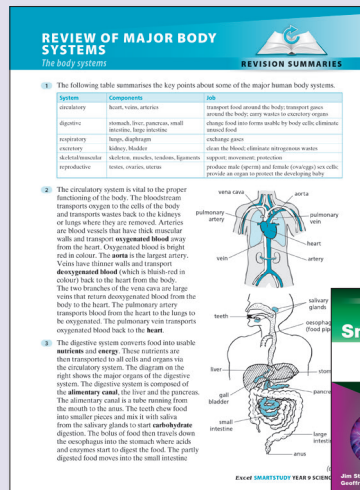 REVIEW OF MAJOR BODY
SYSTEMS
The body systems
REVISION SUMMARIES
1 The following table summarises the key points about some of the major human body systems.
System Components Job
circulatory heart, veins, arteries transport food around the body; transport gases
around the body; carry wastes to excretory organs
digestive stomach, liver, pancreas, small
intestine, large intestine
change food into forms usable by body cells; eliminate
unused food
respiratory lungs, diaphragm exchange gases
excretory kidney, bladder clean the blood; eliminate nitrogenous wastes
skeletal/muscular skeleton, muscles, tendons, ligaments support; movement; protection
reproductive testes, ovaries, uterus produce male (sperm) and female (ova/eggs) sex cells;
provide an organ to protect the developing baby
2 The circulatory system is vital to the proper
functioning of the body. The bloodstream
transports oxygen to the cells of the body
and transports wastes back to the kidneys
or lungs where they are removed. Arteries
are blood vessels that have thick muscular
walls and transport oxygenated blood away
from the heart. Oxygenated blood is bright
red in colour. The aorta is the largest artery.
Veins have thinner walls and transport
deoxygenated blood (which is bluish-red in
colour) back to the heart from the body.
The two branches of the vena cava are large
veins that return deoxygenated blood from the
body to the heart. The pulmonary artery
transports blood from the heart to the lungs to
be oxygenated. The pulmonary vein transports
oxygenated blood back to the heart.
vena cava
aorta
pulmonary
artery
pulmonary
vein
heart
vein
artery
3 The digestive system converts food into usable
nutrients and energy. These nutrients are
then transported to all cells and organs via
the circulatory system. The diagram on the
right shows the major organs of the digestive
system. The digestive system is composed of
the alimentary canal, the liver and the pancreas.
The alimentary canal is a tube running from
the mouth to the anus. The teeth chew food
into smaller pieces and mix it with saliva
from the salivary glands to start carbohydrate
digestion. The bolus of food then travels down
the oesophagus into the stomach where acids
and enzymes start to digest the food. The partly
digested food moves into the small intestine
salivary
glands
teeth
oesophag
(food pip
liver
stom
gall
bladder
pancre
small
intestine
large
intesti
anus
Excel SMARTSTUDY YEAR 9 SCIENC
Sm
Jim St
Geoffr